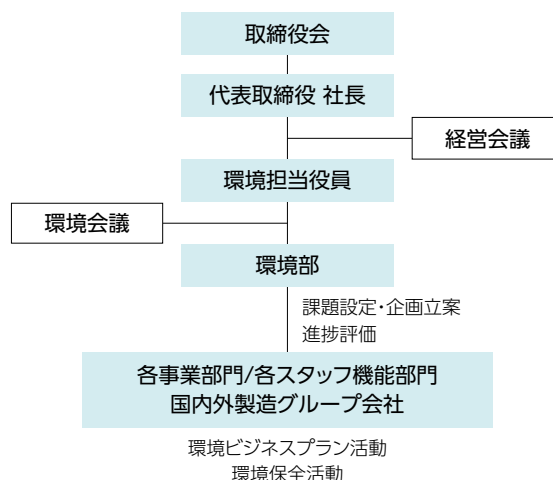 取締役会
代表取締役 社長
経営会議
環境担当役員
環境会議
環境部
課題設定・企画立案
進捗評価
各事業部門/各スタッフ機能部門
国内外製造グループ会社
環境ビジネスプラン活動
環境保全活動